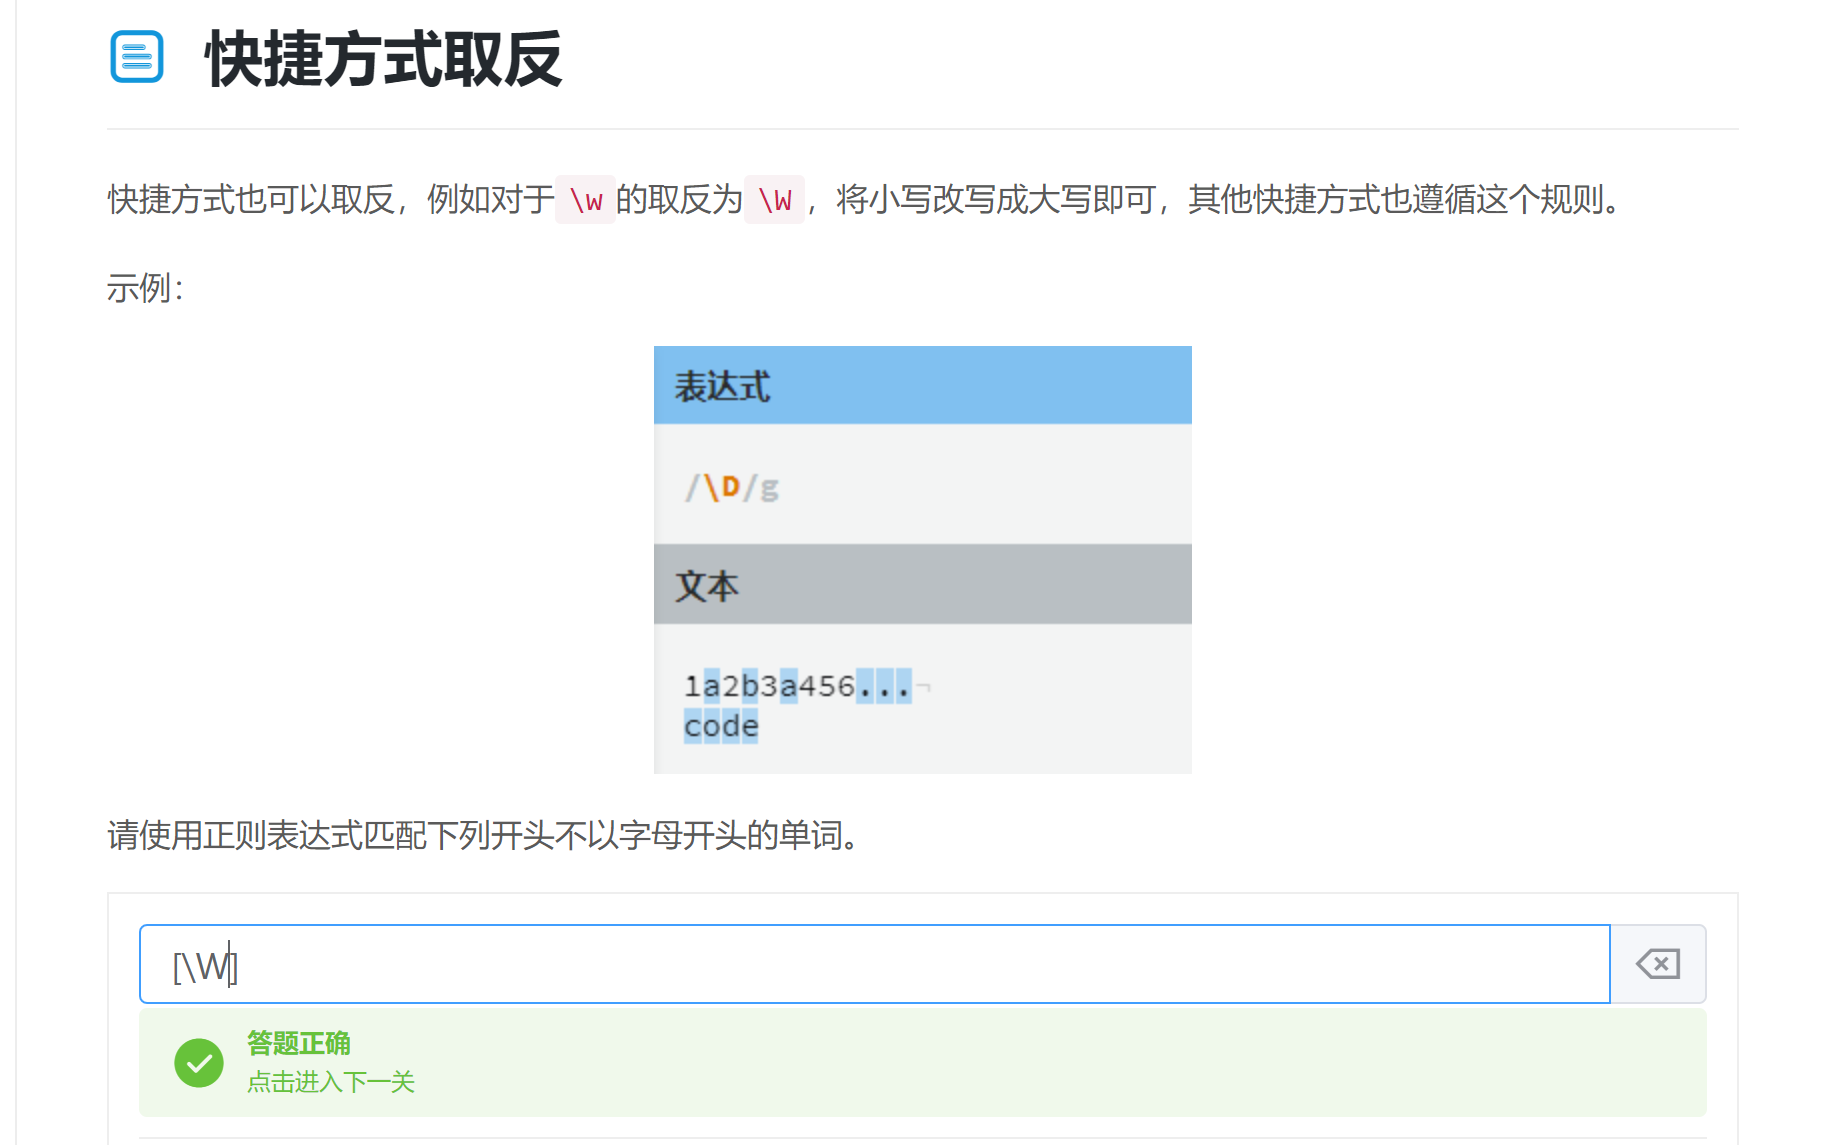 快捷方式取反
快捷方式也可以取反，例如对于 \w 的取反为 \W ，将小写改写成大写即可，其他快捷方式也遵循这个规则。
示例：
表达式
/\D/g
文本
1a2b3a456...¬
code
请使用正则表达式匹配下列开头不以字母开头的单词。
[\W]
答题正确
点击进入下一关